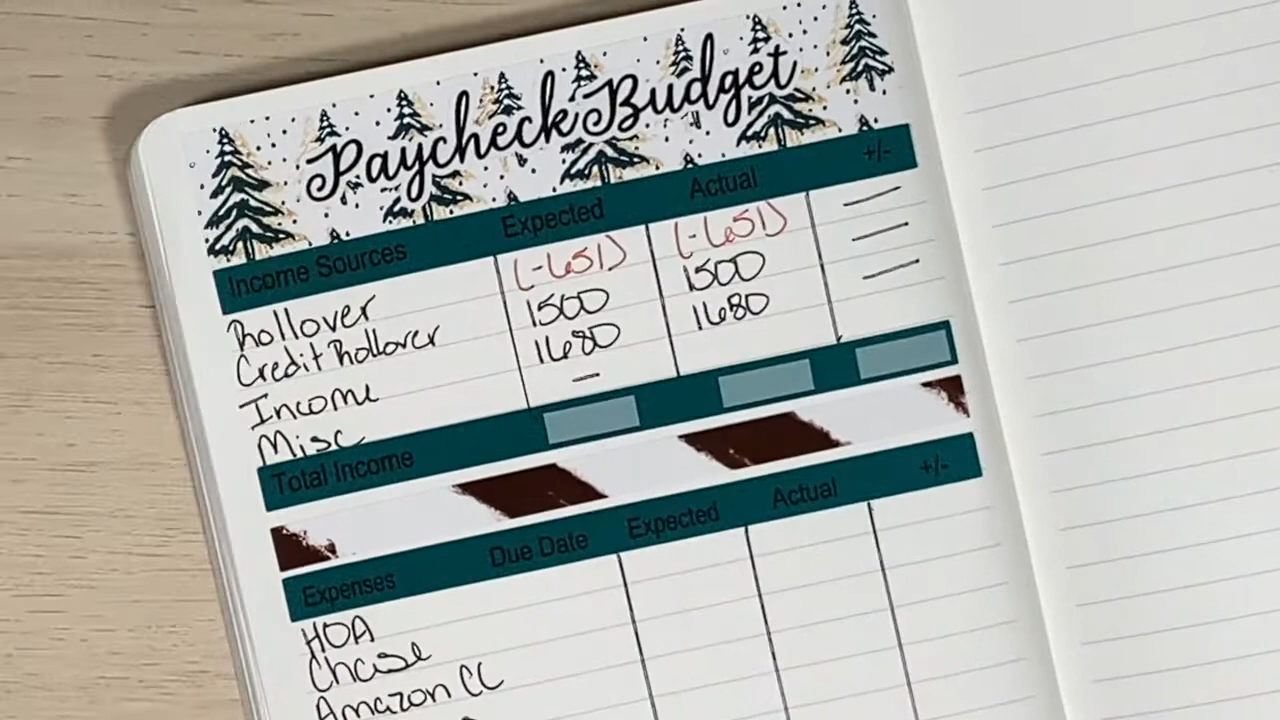 Paycheck Budget
Income Sources Expected Actual +/-
Rollover (-651) (-651) —
Credit Rollover 1500 1500 —
Income 1680 1680 —
Misc —
Total Income
Expenses Due Date Expected Actual +/-
HOA
Chase
Amazon CC